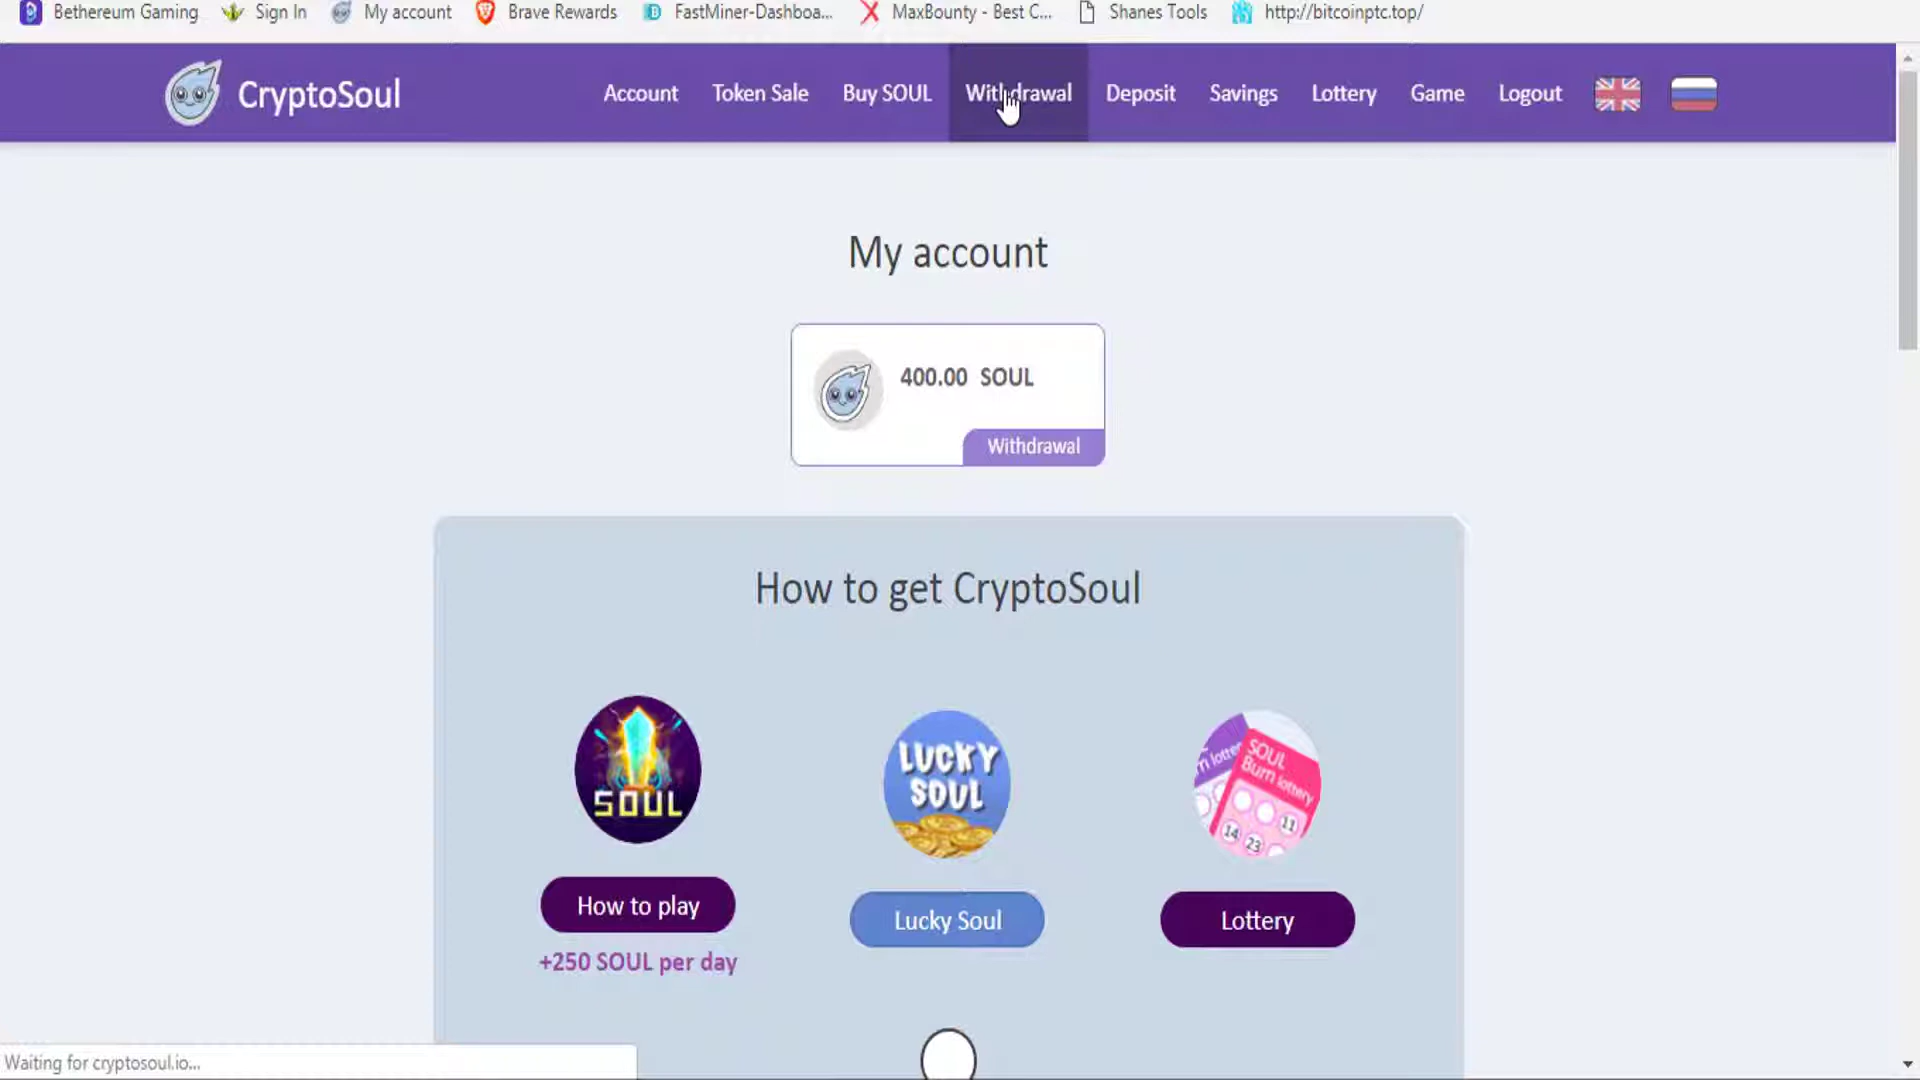 Bethereum Gaming Sign In My account Brave Rewards FastMiner-Dashboa... MaxBounty - Best C... Shanes Tools http://bitcoinptc.top/
CryptoSoul Account Token Sale Buy SOUL Withdrawal Deposit Savings Lottery Game Logout
My account
400.00 SOUL
Withdrawal
How to get CryptoSoul
SOUL
LUCKY
SOUL
SOUL
Burn lottery
11
14
23
How to play
Lucky Soul
Lottery
+250 SOUL per day
Waiting for cryptosoul.io...